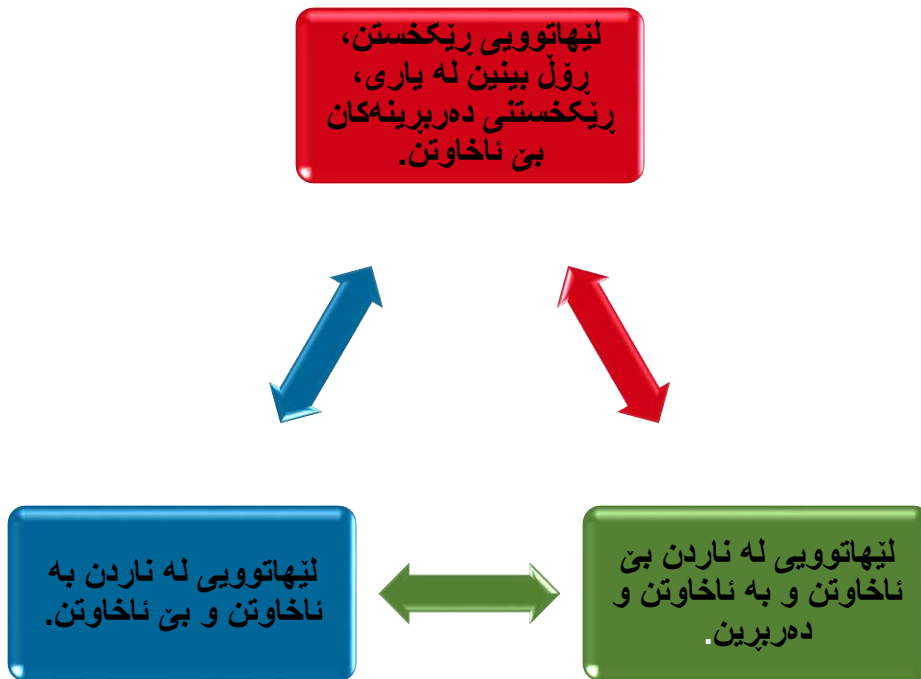 لێهاتوویی ڕێکخستن،
ڕۆڵ بینین لە یاری،
ڕێکخستنی دەربڕینەکان
بێ ئاخاوتن.
لێهاتوویی لە ناردن بێ
ئاخاوتن و بە ئاخاوتن و
دەربڕین.
لێهاتوویی لە ناردن بە
ئاخاوتن و بێ ئاخاوتن.